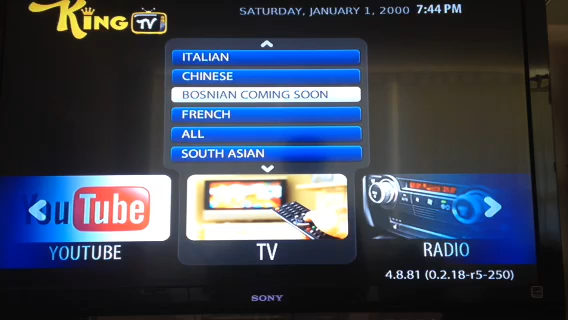 KING TV
SATURDAY, JANUARY 1, 2000 7:44 PM
ITALIAN
CHINESE
BOSNIAN COMING SOON
FRENCH
ALL
SOUTH ASIAN
YouTube
YOUTUBE
TV
RADIO
4.8.81 (0.2.18-r5-250)
SONY